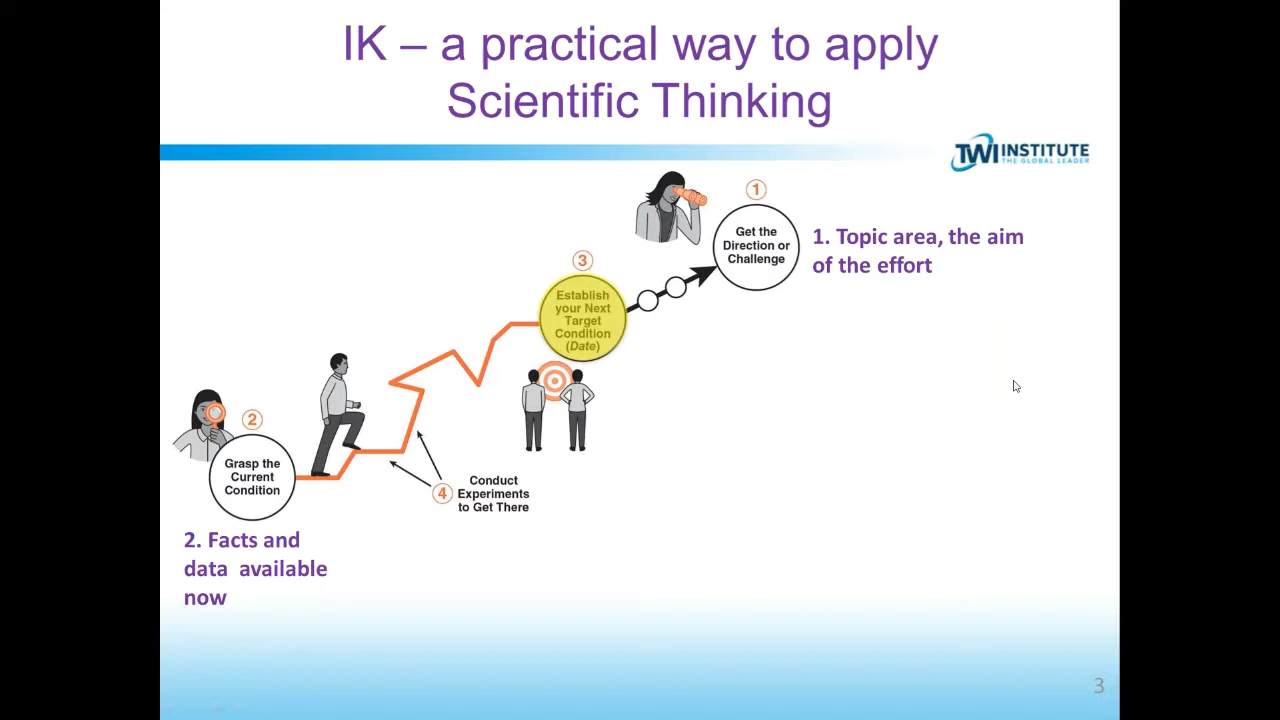 IK – a practical way to apply
Scientific Thinking
TWI INSTITUTE
THE GLOBAL LEADER
1
Get the
Direction or
Challenge
1. Topic area, the aim
of the effort
3
Establish
your Next
Target
Condition
(Date)
2
Grasp the
Current
Condition
4
Conduct
Experiments
to Get There
2. Facts and
data available
now
3